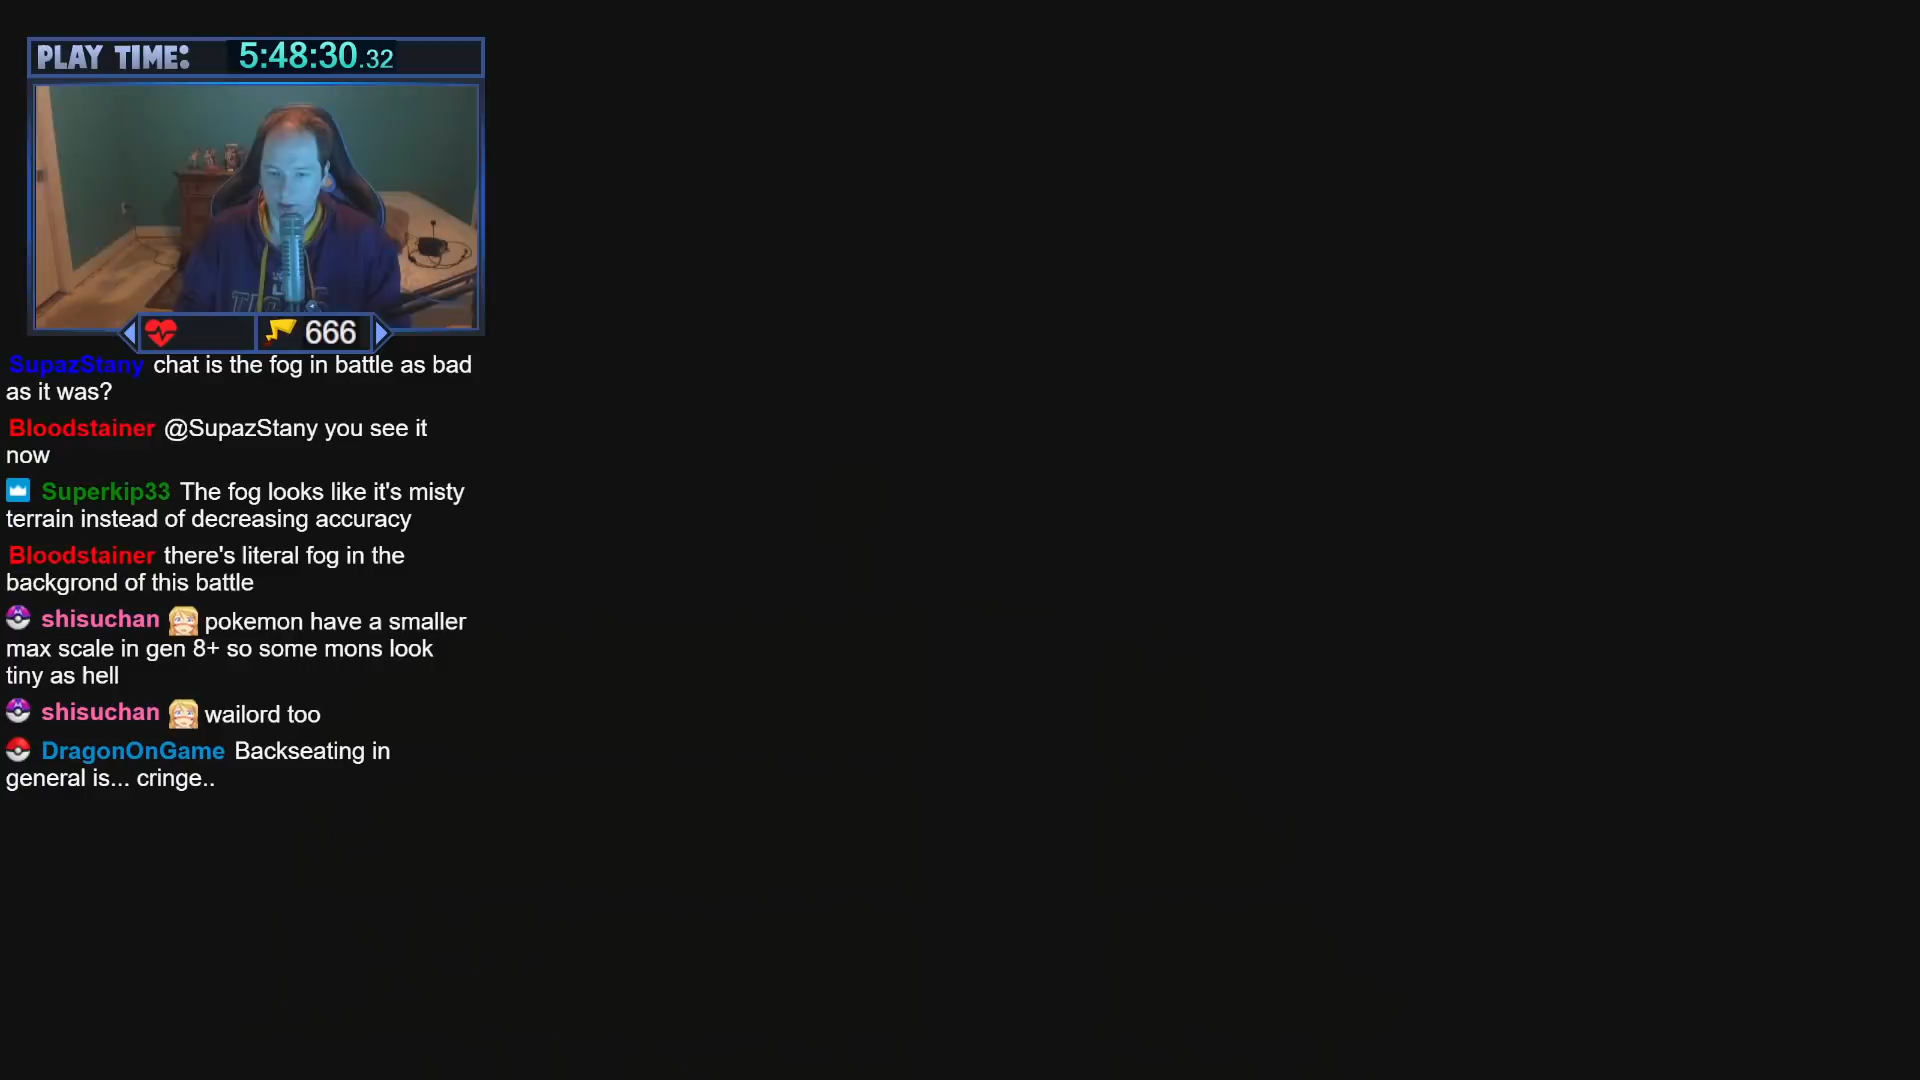 PLAY TIME: 5:48:30.32
666
SupazStany chat is the fog in battle as bad
as it was?
Bloodstainer @SupazStany you see it
now
Superkip33 The fog looks like it's misty
terrain instead of decreasing accuracy
Bloodstainer there's literal fog in the
backgrond of this battle
shisuchan pokemon have a smaller
max scale in gen 8+ so some mons look
tiny as hell
shisuchan wailord too
DragonOnGame Backseating in
general is... cringe..